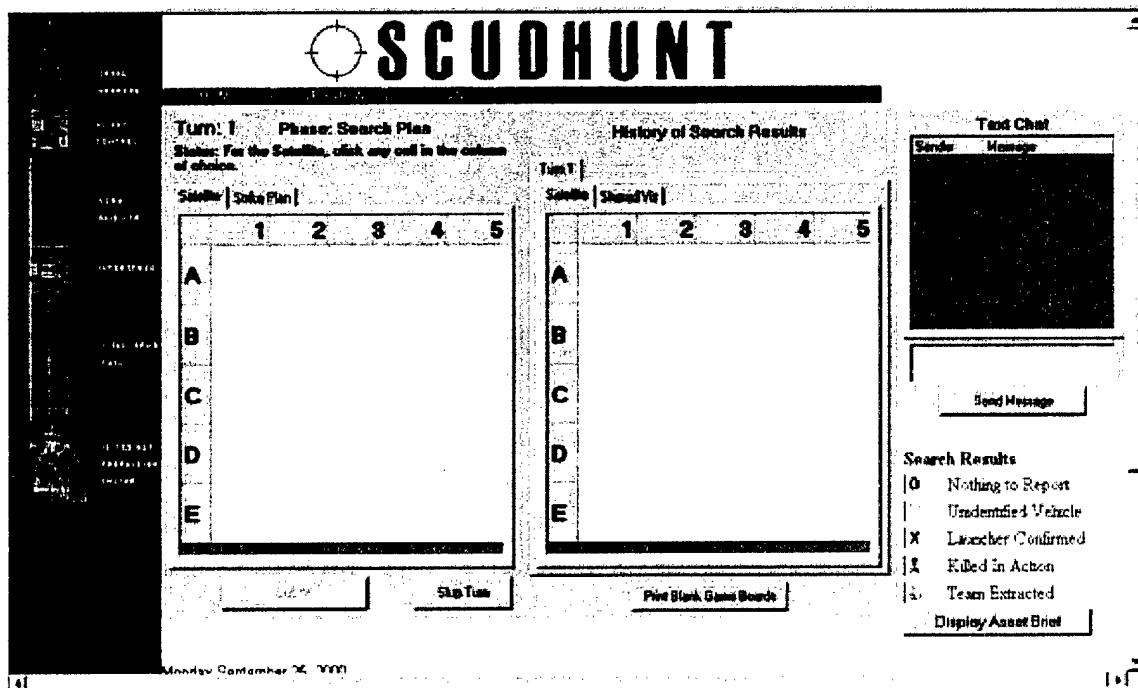 SCUDHUNT
Turn: 1 Phase: Search Plan
Status: For the Satellite, click any cell in the column
of choice.
Satellite Strike Plan
1 2 3 4 5
A
B
C
D
E
Skip Turn
History of Search Results
Turn 1
Satellite Shared Viz
1 2 3 4 5
A
B
C
D
E
Print Blank Game Boards
Text Chat
Sender Message
Send Message
Search Results
0 Nothing to Report
Unidentified Vehicle
X Launcher Confirmed
Killed In Action
Team Extracted
Display Asset Brief
Monday September